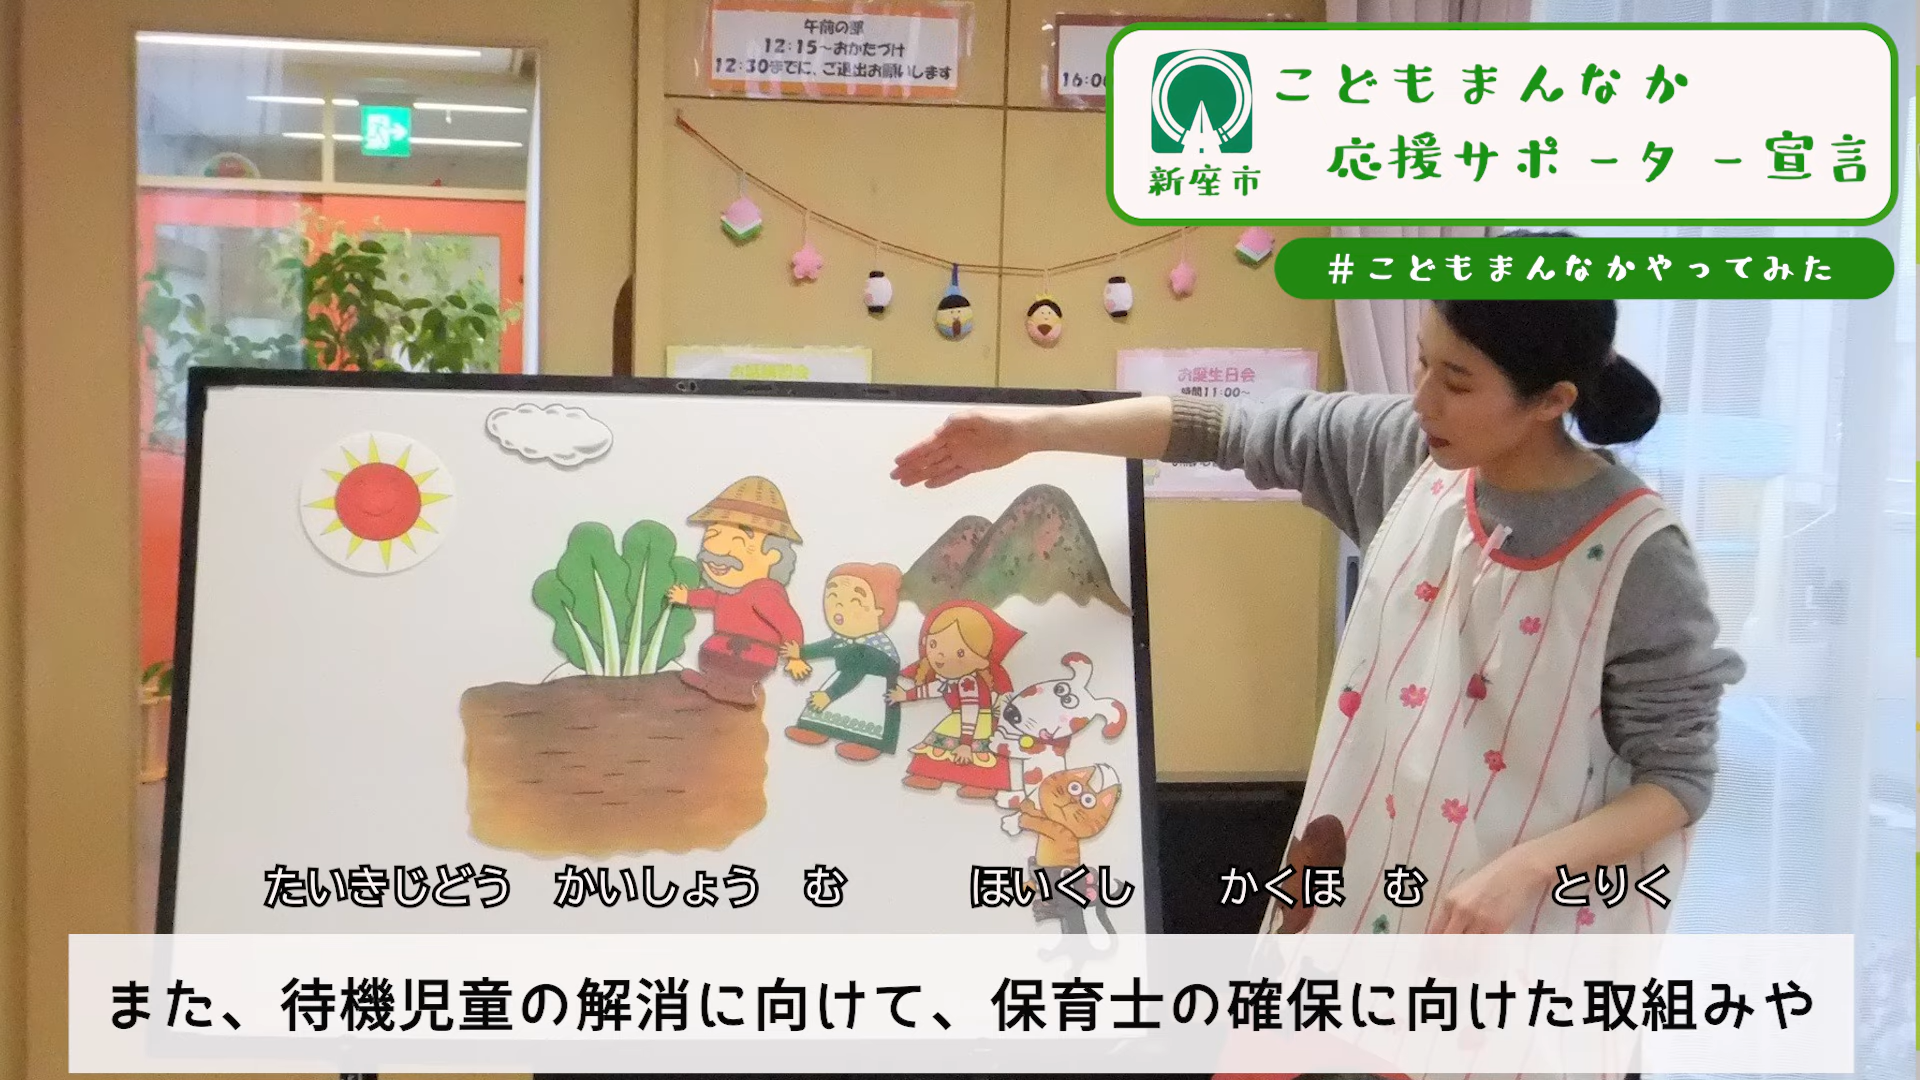 午前の部
12:15～おかたづけ
12:30までに、ご退出お願いします
16:00
こどもまんなか
応援サポーター宣言
新座市
#こどもまんなかやってみた
お誕生日会
時間11:00～
たいきじどう かいしょう む ほいくし かくほ む とりく
また、待機児童の解消に向けて、保育士の確保に向けた取組みや